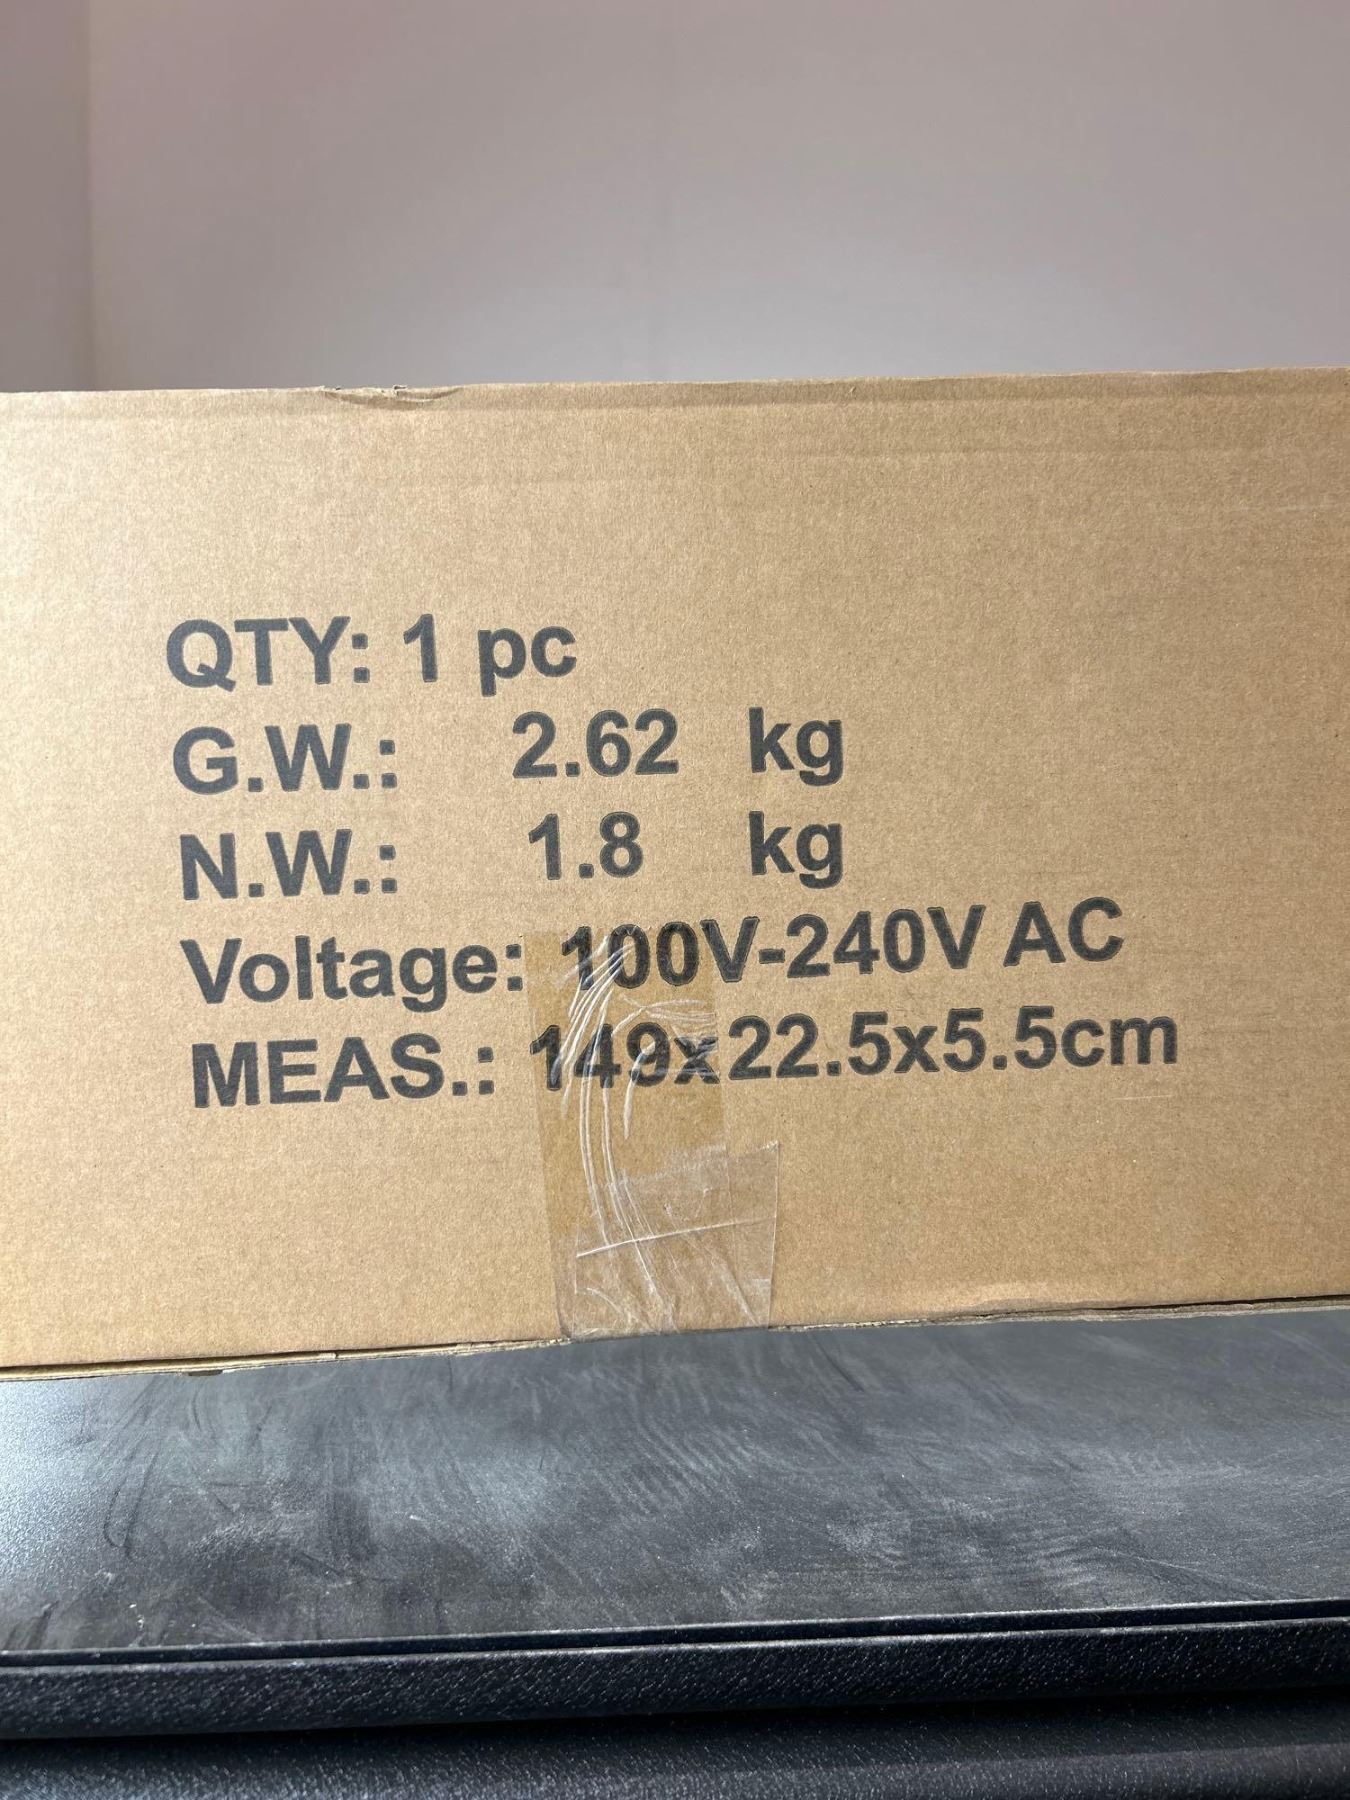 QTY: 1 pc
G.W.: 2.62 kg
N.W.: 1.8 kg
Voltage: 100V-240V AC
MEAS.: 149x22.5x5.5cm